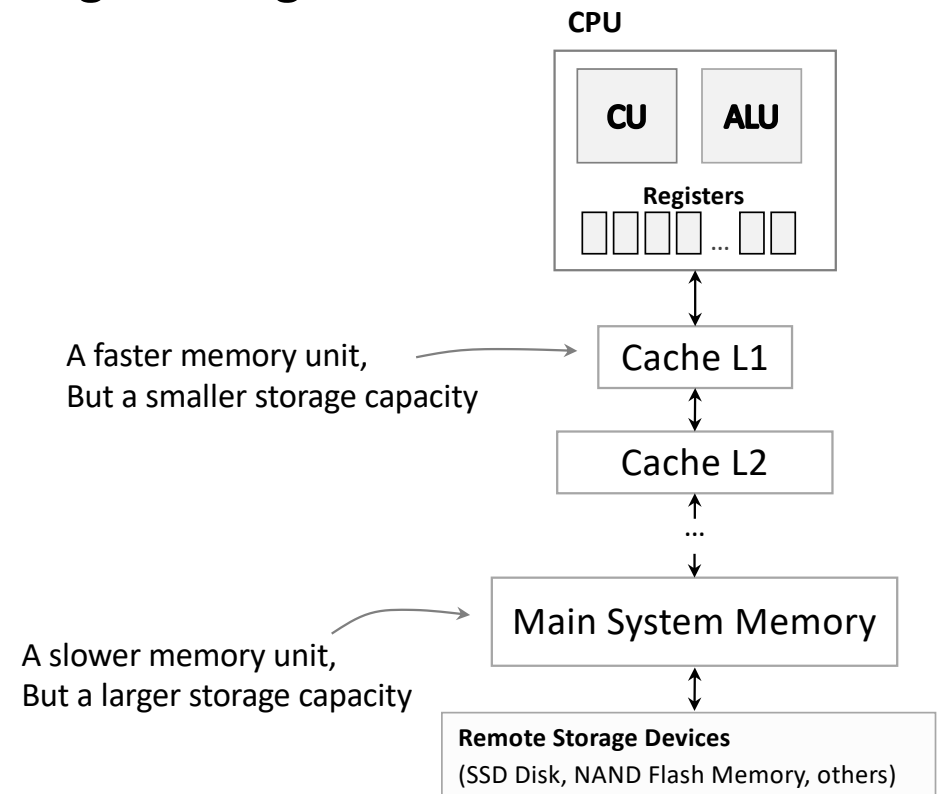 CPU
CU
ALU
Registers
...
A faster memory unit,
But a smaller storage capacity
Cache L1
Cache L2
...
Main System Memory
A slower memory unit,
But a larger storage capacity
Remote Storage Devices
(SSD Disk, NAND Flash Memory, others)